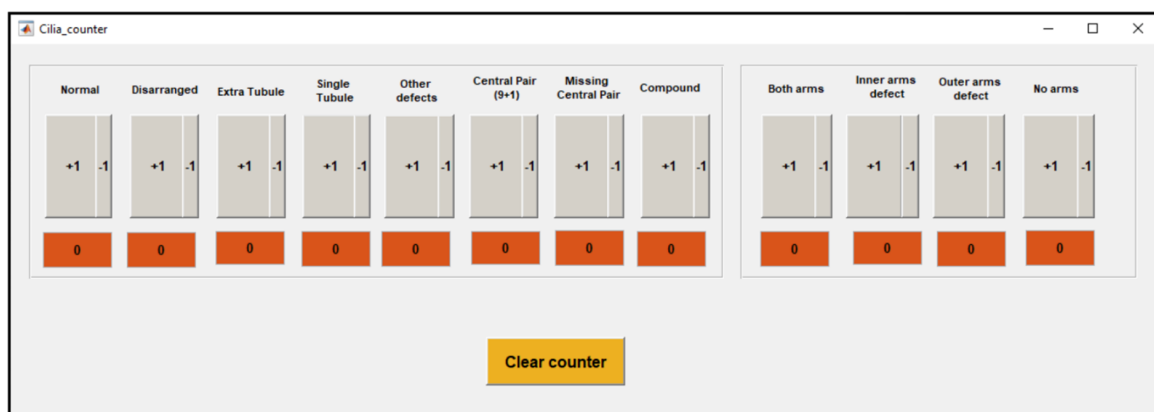 Cilia_counter
Normal
Disarranged
Extra Tubule
Single
Tubule
Other
defects
Central Pair
(9+1)
Missing
Central Pair
Compound
Both arms
Inner arms
defect
Outer arms
defect
No arms
+1 -1 +1 -1 +1 -1 +1 -1 +1 -1 +1 -1 +1 -1 +1 -1 +1 -1 +1 -1 +1 -1 +1 -1
0 0 0 0 0 0 0 0 0 0 0 0
Clear counter